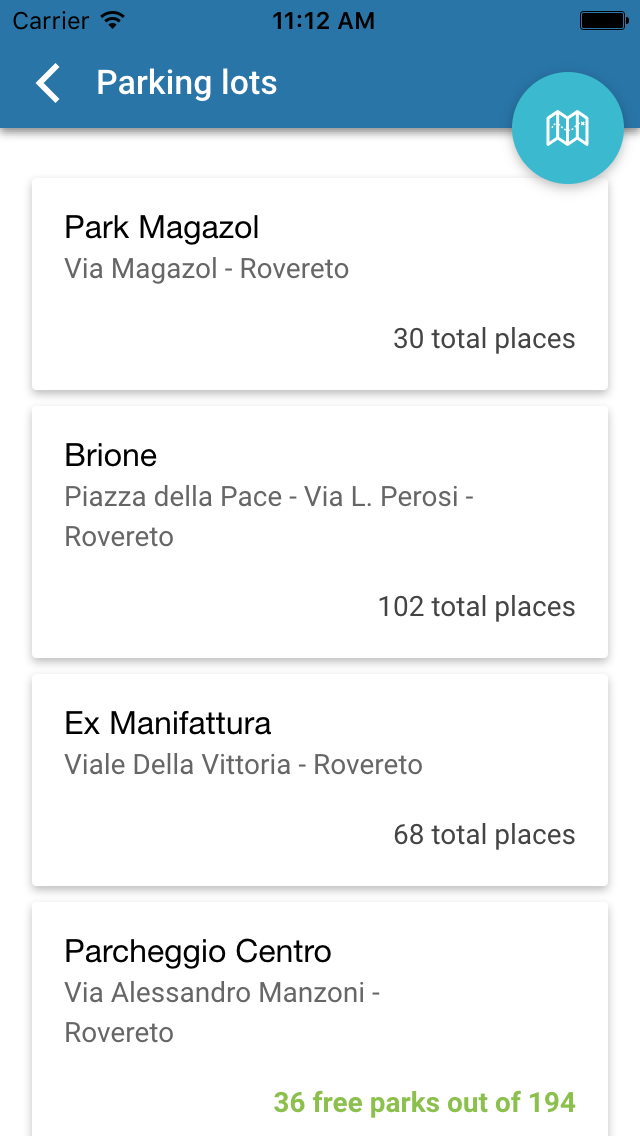 Carrier 11:12 AM
Parking lots
Park Magazol
Via Magazol - Rovereto
30 total places
Brione
Piazza della Pace - Via L. Perosi -
Rovereto
102 total places
Ex Manifattura
Viale Della Vittoria - Rovereto
68 total places
Parcheggio Centro
Via Alessandro Manzoni -
Rovereto
36 free parks out of 194